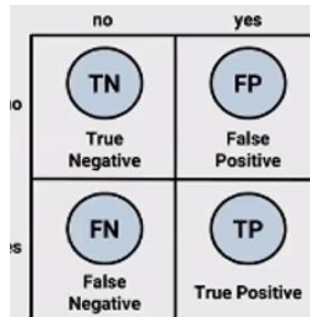 no yes
TN FP
True False
Negative Positive
FN TP
False
Negative True Positive